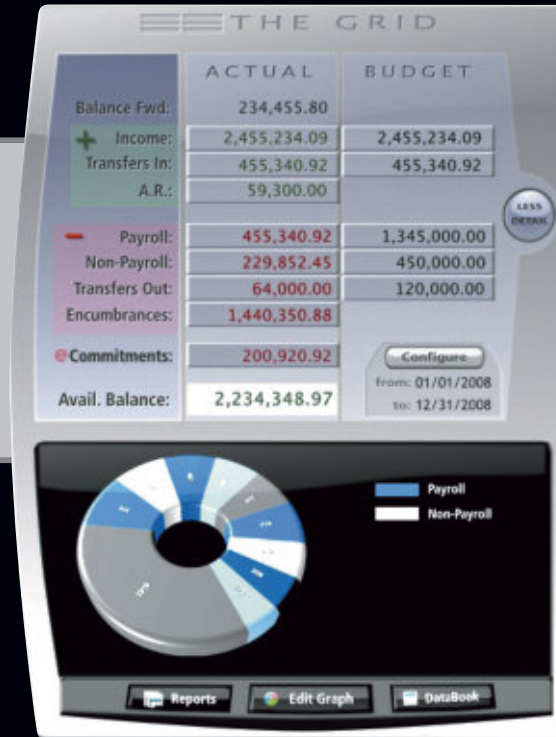 THE GRID
ACTUAL BUDGET
Balance Fwd: 234,455.80
Income: 2,455,234.09 2,455,234.09
Transfers In: 455,340.92 455,340.92
A.R.: 59,300.00
LESS
DETAIL
Payroll: 455,340.92 1,345,000.00
Non-Payroll: 229,852.45 450,000.00
Transfers Out: 64,000.00 120,000.00
Encumbrances: 1,440,350.88
Commitments: 200,920.92
Configure
from: 01/01/2008
to: 12/31/2008
Avail. Balance: 2,234,348.97
Payroll
Non-Payroll
Reports Edit Graph DataBook